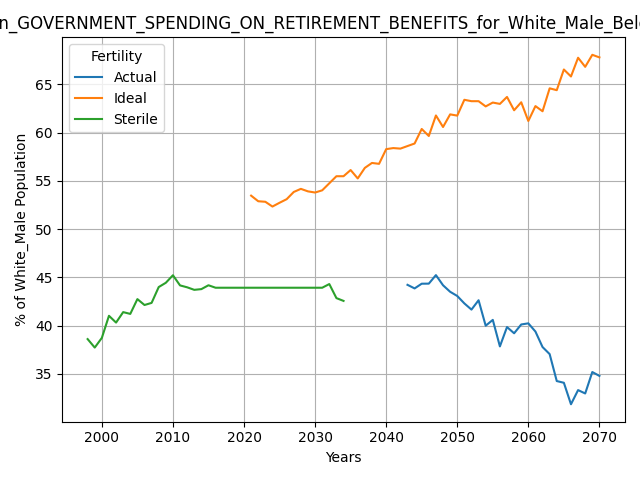 n_GOVERNMENT_SPENDING_ON_RETIREMENT_BENEFITS_for_White_Male_Bel
Fertility
Actual
Ideal
Sterile
% of White_Male Population
65
60
55
50
45
40
35
2000 2010 2020 2030 2040 2050 2060 2070
Years